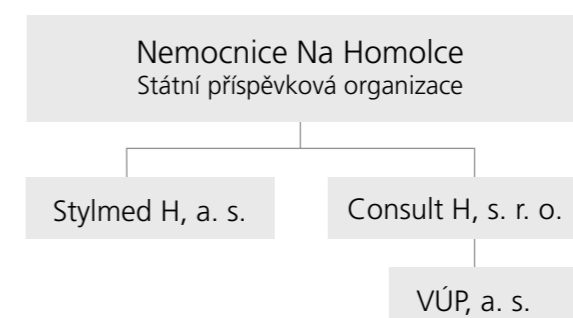 Nemocnice Na Homolce
Státní příspěvková organizace
Stylmed H, a. s.
Consult H, s. r. o.
VÚP, a. s.